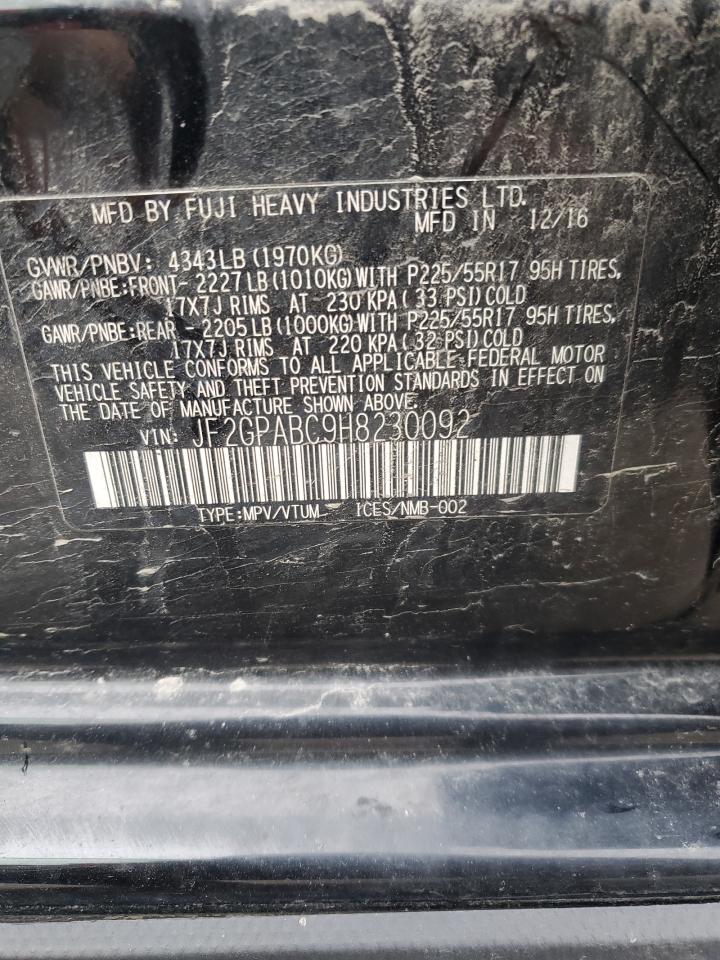 MFD BY FUJI HEAVY INDUSTRIES LTD.
MFD IN 12/16
GVWR/PNBV: 4343LB (1970KG)
GAWR/PNBE:FRONT- 2227 LB (1010KG) WITH P225/55R17 95H TIRES,
17X7J RIMS AT 230 KPA ( 33 PSI) COLD
GAWR/PNBE:REAR - 2205 LB (1000KG) WITH P225/55R17 95H TIRES,
17X7J RIMS AT 220 KPA ( 32 PSI) COLD
THIS VEHICLE CONFORMS TO ALL APPLICABLE FEDERAL MOTOR
VEHICLE SAFETY AND THEFT PREVENTION STANDARDS IN EFFECT ON
THE DATE OF MANUFACTURE SHOWN ABOVE.
VIN: JF2GPABC9H8230092
TYPE:MPV/VTUM ICES/NMB-002